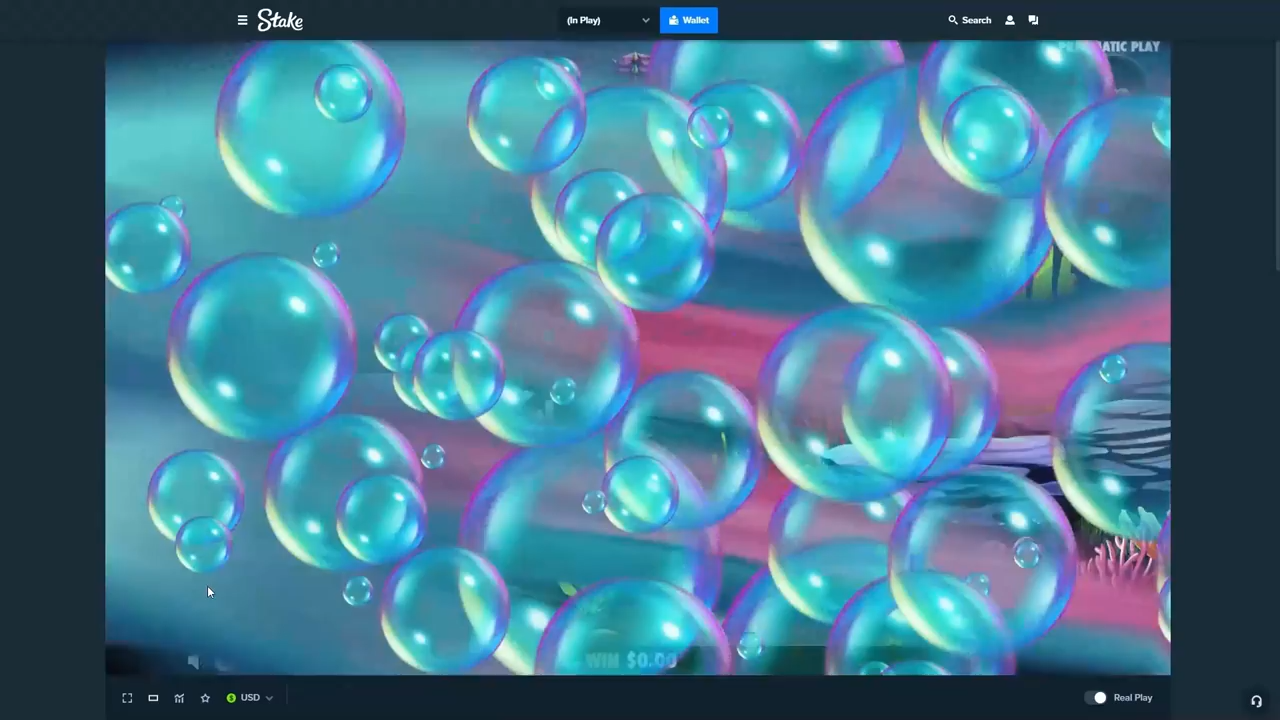 Stake
(In Play)
Wallet
Search
PRAGMATIC PLAY
WIN $0.00
USD
Real Play